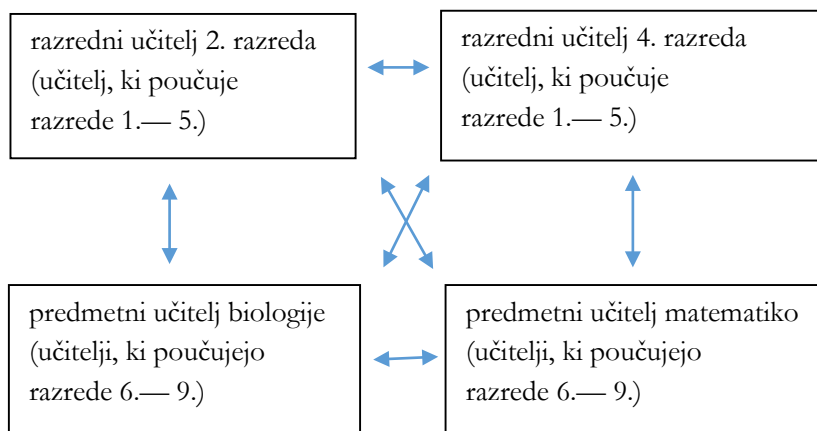 razredni učitelj 2. razreda
(učitelj, ki poučuje
razrede 1.— 5.)
razredni učitelj 4. razreda
(učitelj, ki poučuje
razrede 1.— 5.)
predmetni učitelj biologije
(učitelji, ki poučujejo
razrede 6.— 9.)
predmetni učitelj matematiko
(učitelji, ki poučujejo
razrede 6.— 9.)